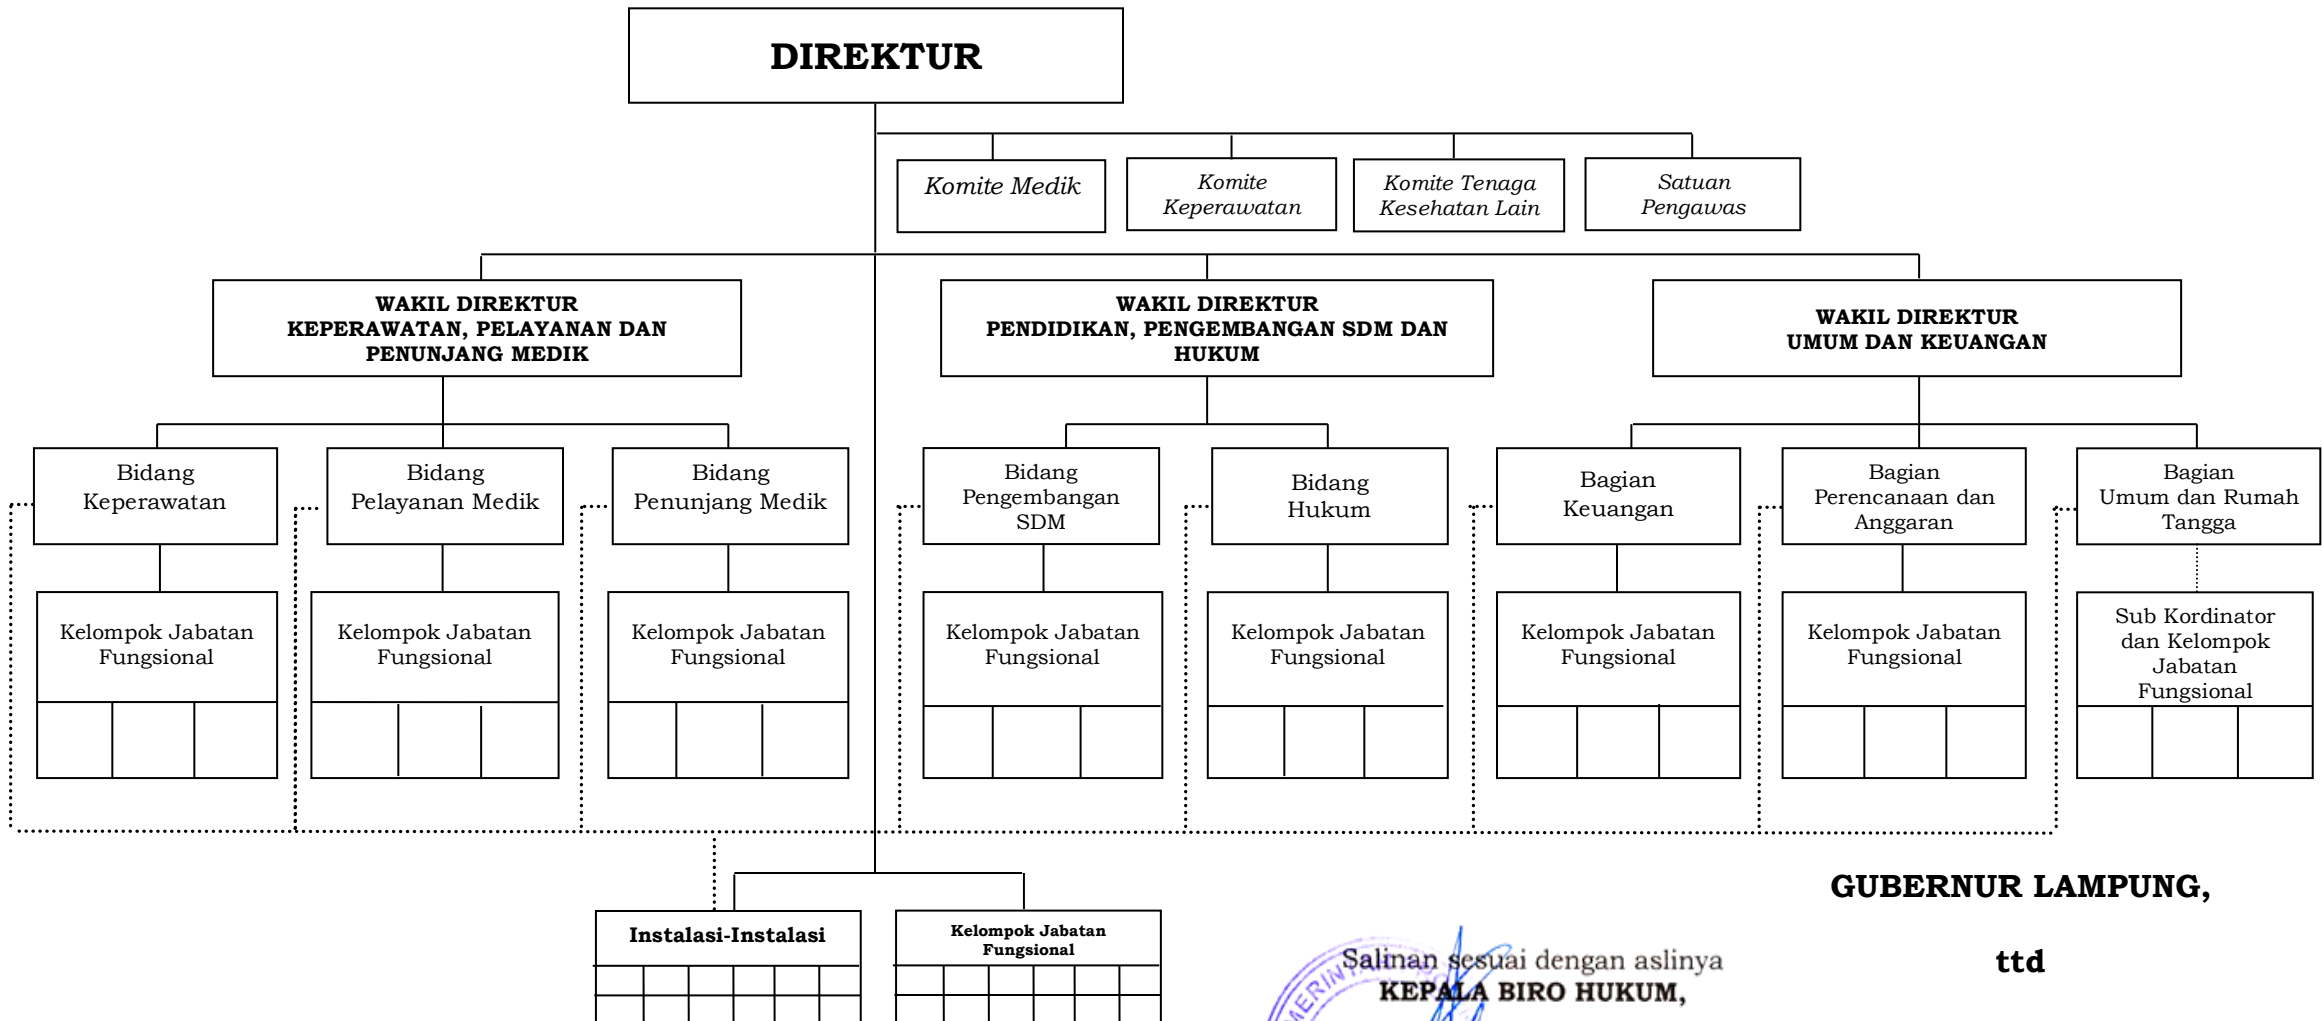 DIREKTUR
Komite Medik
Komite
Keperawatan
Komite Tenaga
Kesehatan Lain
Satuan
Pengawas
WAKIL DIREKTUR
KEPERAWATAN, PELAYANAN DAN
PENUNJANG MEDIK
WAKIL DIREKTUR
PENDIDIKAN, PENGEMBANGAN SDM DAN
HUKUM
WAKIL DIREKTUR
UMUM DAN KEUANGAN
Bidang
Keperawatan
Bidang
Pelayanan Medik
Bidang
Penunjang Medik
Bidang
Pengembangan
SDM
Bidang
Hukum
Bagian
Keuangan
Bagian
Perencanaan dan
Anggaran
Bagian
Umum dan Rumah
Tangga
Kelompok Jabatan
Fungsional
Kelompok Jabatan
Fungsional
Kelompok Jabatan
Fungsional
Kelompok Jabatan
Fungsional
Kelompok Jabatan
Fungsional
Kelompok Jabatan
Fungsional
Kelompok Jabatan
Fungsional
Sub Kordinator
dan Kelompok
Jabatan
Fungsional
Instalasi-Instalasi
Kelompok Jabatan
Fungsional
GUBERNUR LAMPUNG,
ttd
Salinan sesuai dengan aslinya
KEPALA BIRO HUKUM,